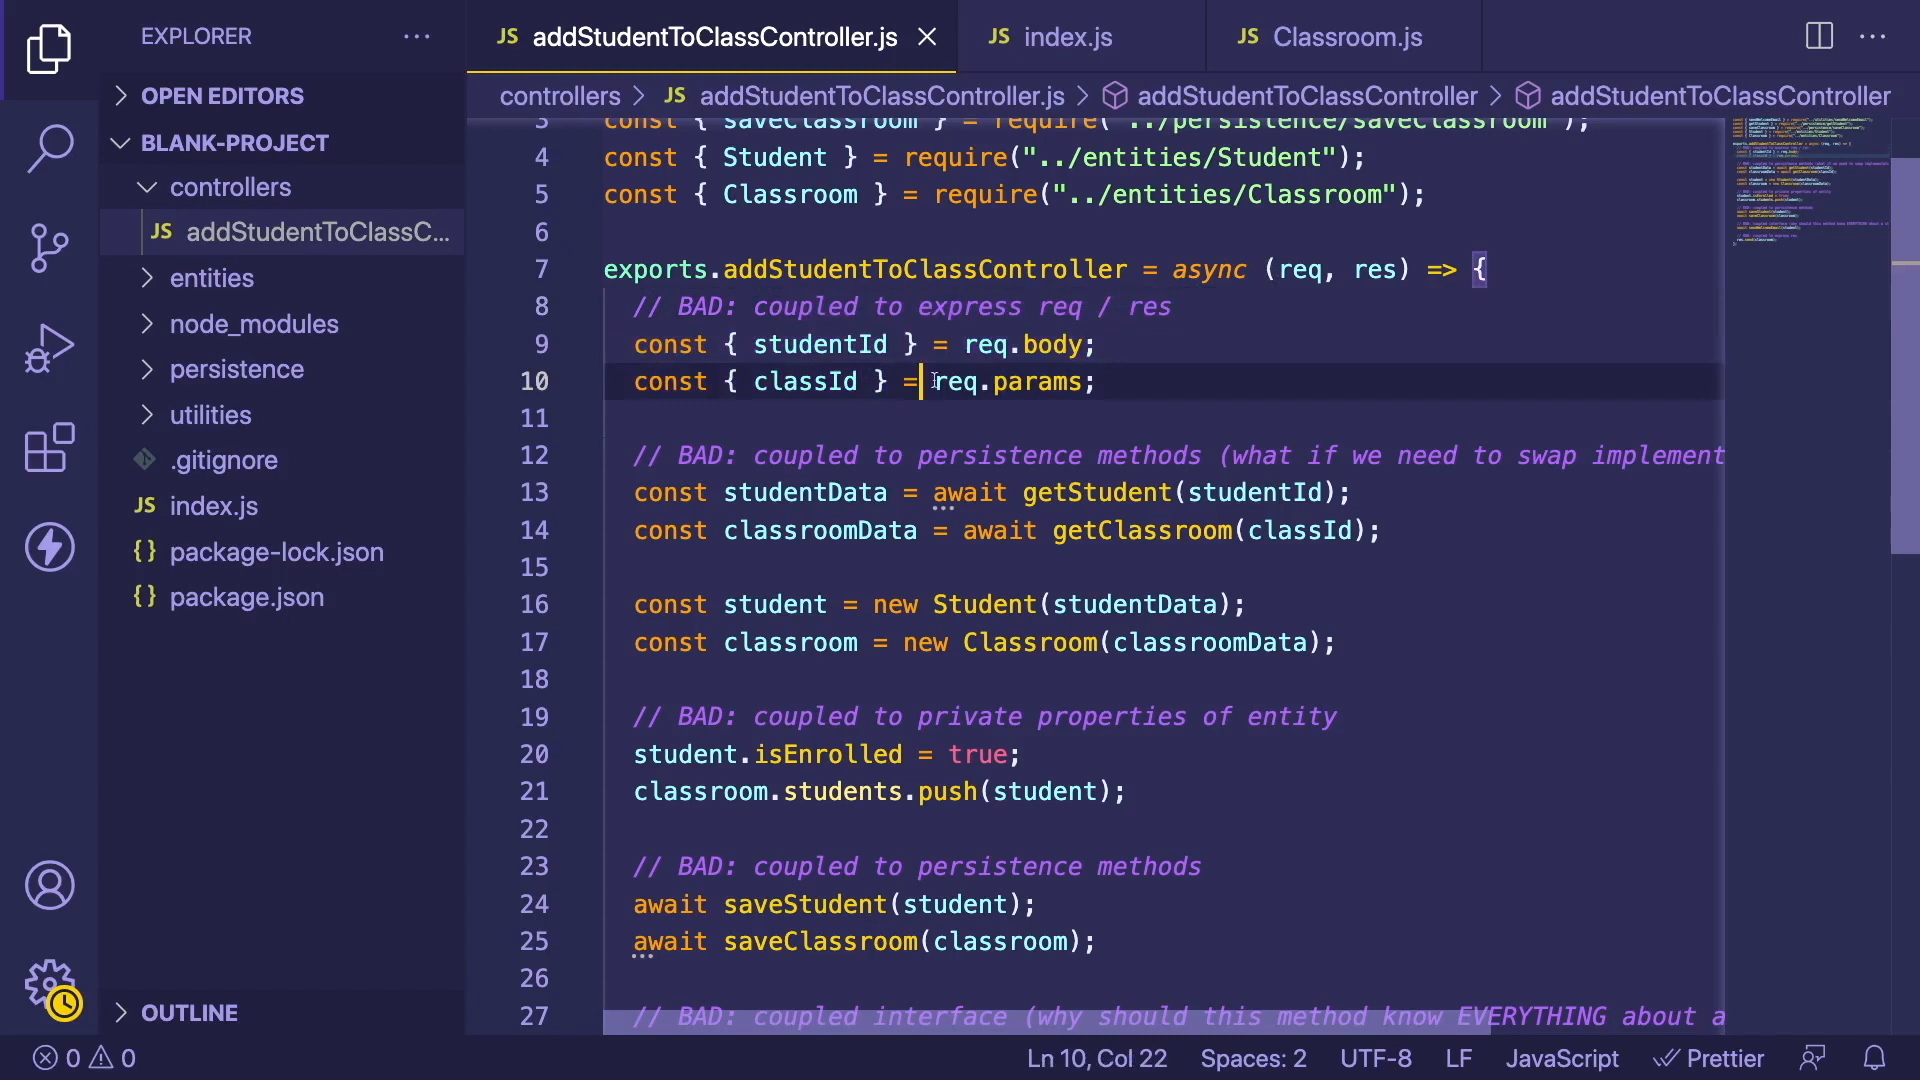 EXPLORER
OPEN EDITORS
BLANK-PROJECT
controllers
JS addStudentToClassC...
entities
node_modules
persistence
utilities
.gitignore
JS index.js
{} package-lock.json
{} package.json
OUTLINE
JS addStudentToClassController.js
JS index.js
JS Classroom.js
controllers > JS addStudentToClassController.js > addStudentToClassController > addStudentToClassController
3 const { saveClassroom } = require("../persistence/saveClassroom");
4 const { Student } = require("../entities/Student");
5 const { Classroom } = require("../entities/Classroom");
6
7 exports.addStudentToClassController = async (req, res) => {
8 // BAD: coupled to express req / res
9 const { studentId } = req.body;
10 const { classId } = req.params;
11
12 // BAD: coupled to persistence methods (what if we need to swap implement
13 const studentData = await getStudent(studentId);
14 const classroomData = await getClassroom(classId);
15
16 const student = new Student(studentData);
17 const classroom = new Classroom(classroomData);
18
19 // BAD: coupled to private properties of entity
20 student.isEnrolled = true;
21 classroom.students.push(student);
22
23 // BAD: coupled to persistence methods
24 await saveStudent(student);
25 await saveClassroom(classroom);
26
27 // BAD: coupled interface (why should this method know EVERYTHING about a
0 0
Ln 10, Col 22 Spaces: 2 UTF-8 LF JavaScript Prettier